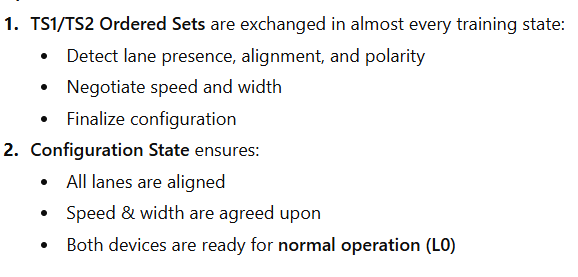 1. TS1/TS2 Ordered Sets are exchanged in almost every training state:
• Detect lane presence, alignment, and polarity
• Negotiate speed and width
• Finalize configuration
2. Configuration State ensures:
• All lanes are aligned
• Speed & width are agreed upon
• Both devices are ready for normal operation (L0)